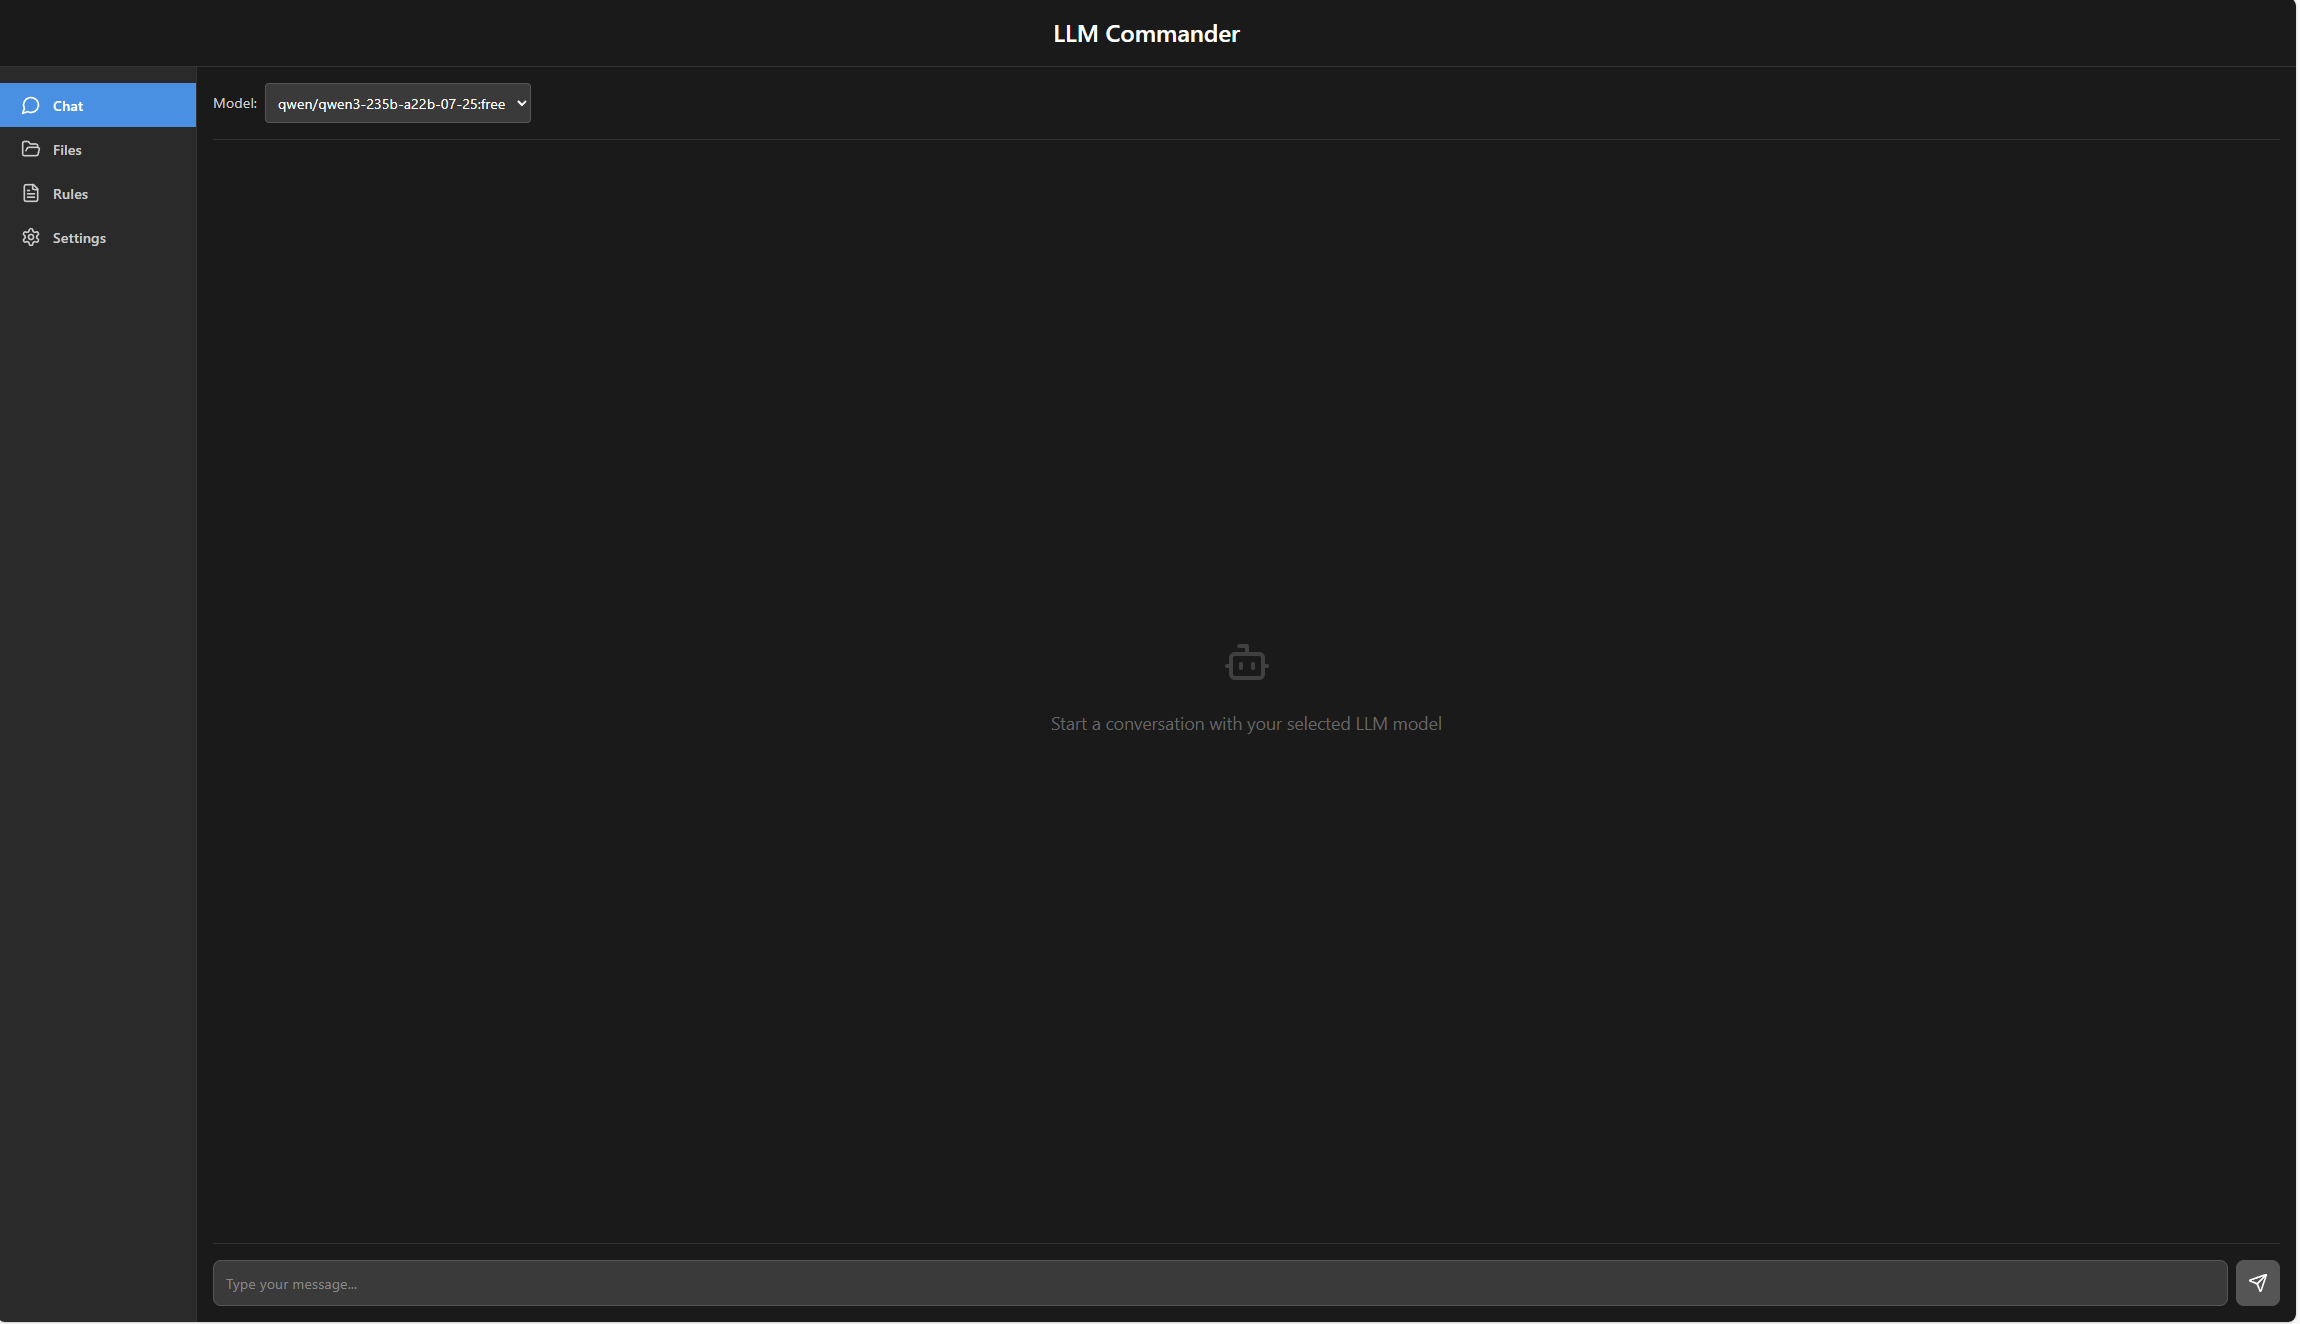 LLM Commander
Chat
Files
Rules
Settings
Model: qwen/qwen3-235b-a22b-07-25:free
Start a conversation with your selected LLM model
Type your message...